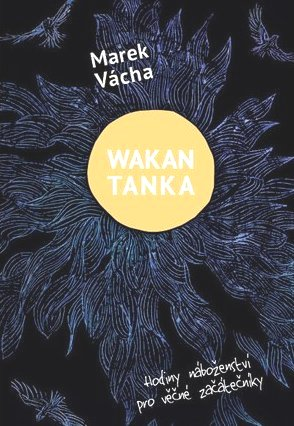 Marek
Vácha
WAKAN
TANKA
Hodiny náboženství
pro věčné začátečníky